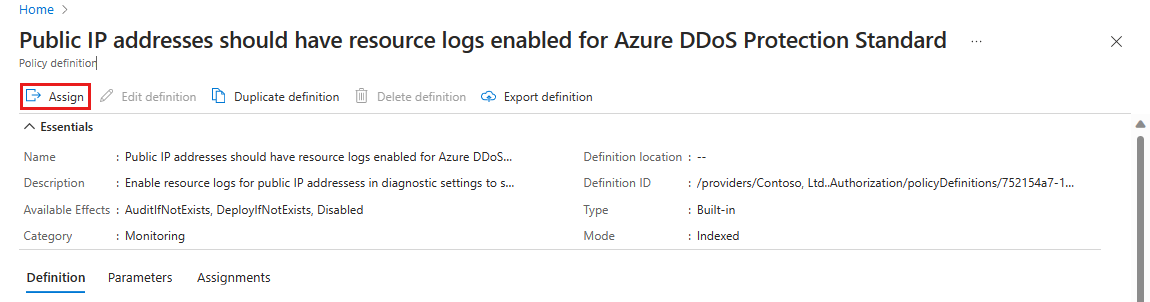 Home >
Public IP addresses should have resource logs enabled for Azure DDoS Protection Standard ...
Policy definition
Assign Edit definition Duplicate definition Delete definition Export definition
Essentials
Name : Public IP addresses should have resource logs enabled for Azure DDoS... Definition location : --
Description : Enable resource logs for public IP addressess in diagnostic settings to s... Definition ID : /providers/Contoso, Ltd..Authorization/policyDefinitions/752154a7-1...
Available Effects : AuditIfNotExists, DeployIfNotExists, Disabled Type : Built-in
Category : Monitoring Mode : Indexed
Definition Parameters Assignments